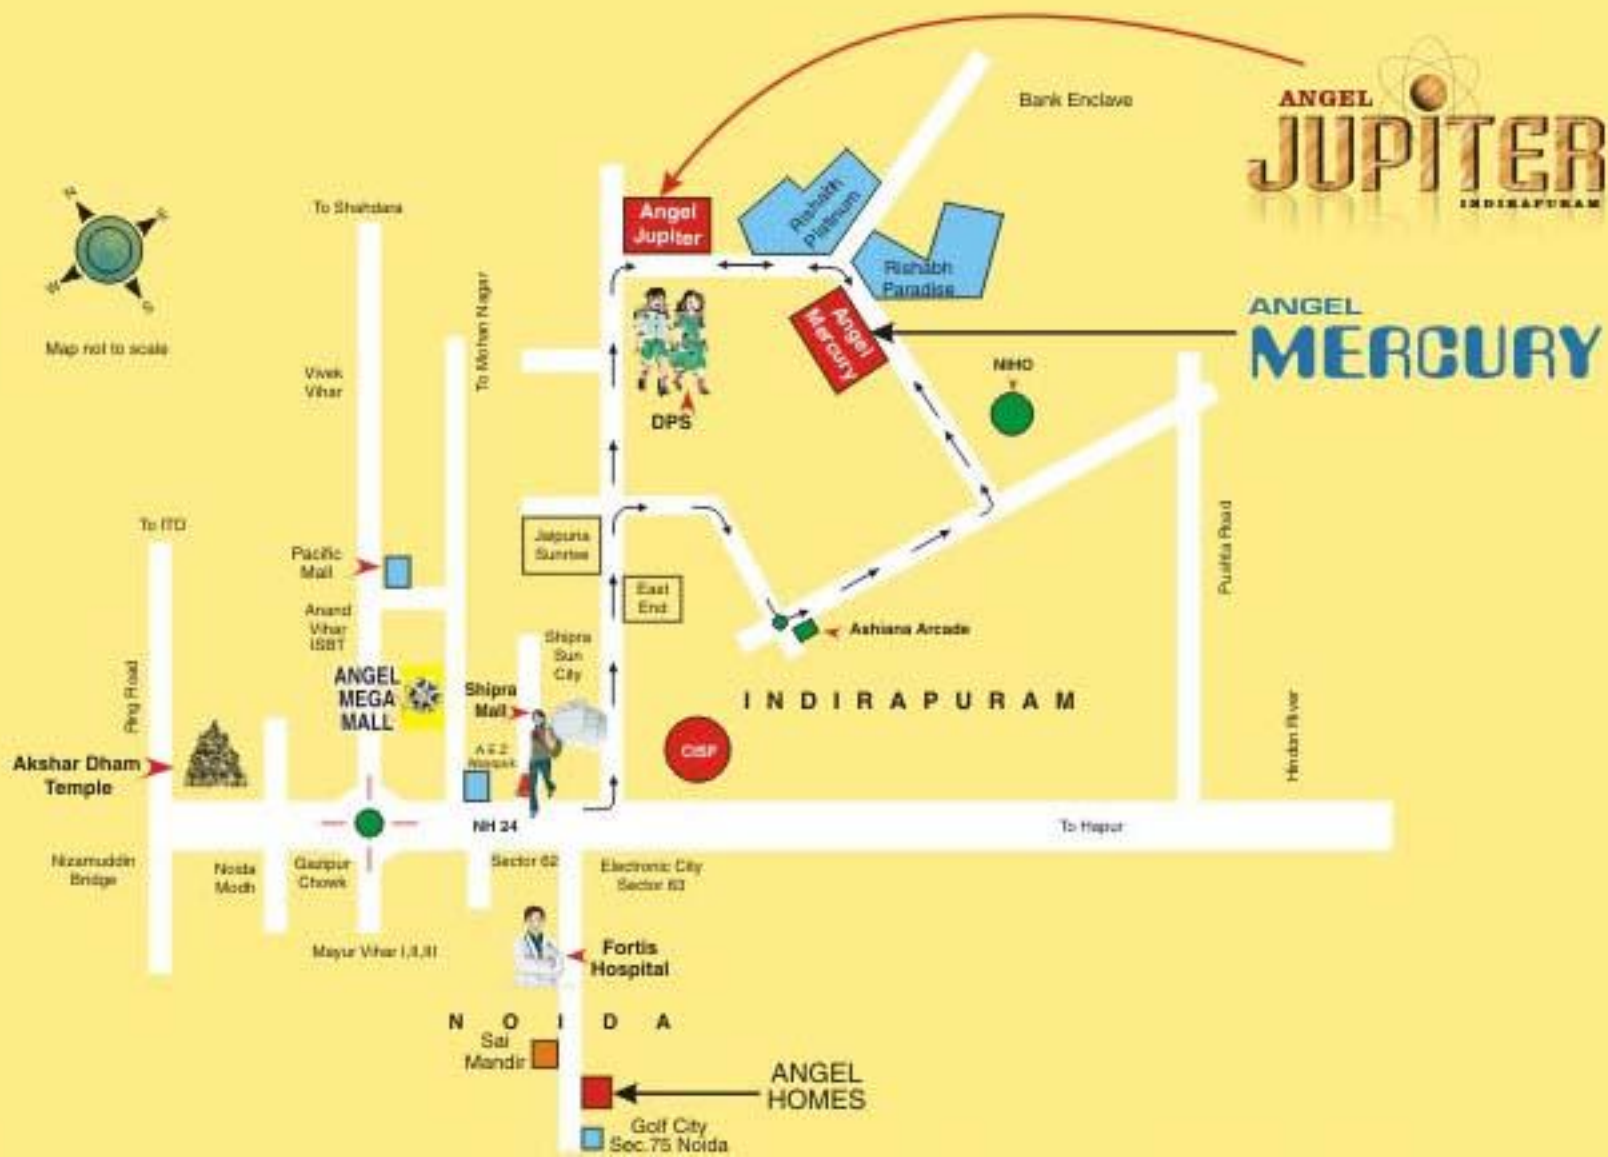 Bank Enclave
ANGEL
JUPITER
INDIRAPURAM
N
E
W
S
Map not to scale
To Shahdara
Angel
Jupiter
Rishabh
Platinum
Rishabh
Paradise
To Mohan Nagar
Angel
Mercury
ANGEL
MERCURY
Vivek
Vihar
NIHO
DPS
To ITO
Jaipuria
Sunrise
Pacific
Mall
East
End
Anand
Vihar
ISBT
Ashiana Arcade
Pushta Road
Shipra
Sun
City
Ring Road
ANGEL
MEGA
MALL
Shipra
Mall
INDIRAPURAM
Hindon River
CISF
A E Z
Akshar Dham
Temple
NH 24
To Hapur
Nizamuddin
Bridge
Noida
Modh
Gazipur
Chowk
Sector 62
Electronic City
Sector 63
Mayur Vihar I,II,III
Fortis
Hospital
NOIDA
Sai
Mandir
ANGEL
HOMES
Golf City
Sec.75 Noida